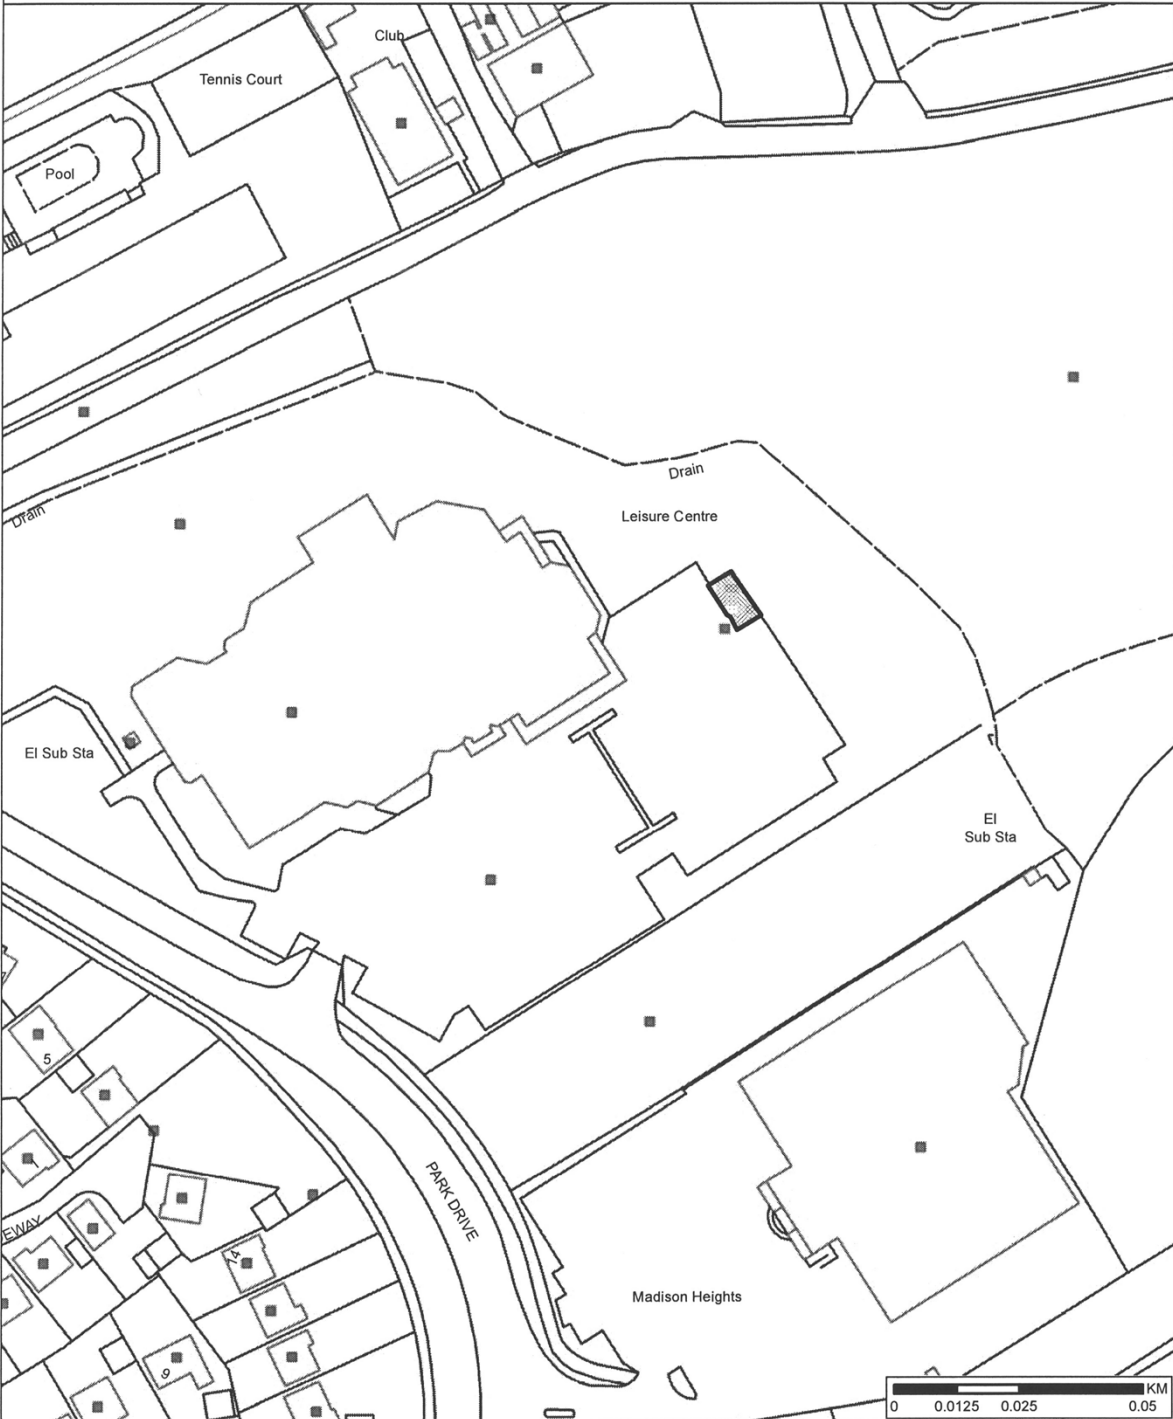 Club
Tennis Court
Pool
Drain
Drain
Leisure Centre
El Sub Sta
El
Sub Sta
5
1
EWAY
PARK DRIVE
14
9
Madison Heights
KM
0 0.0125 0.025 0.05